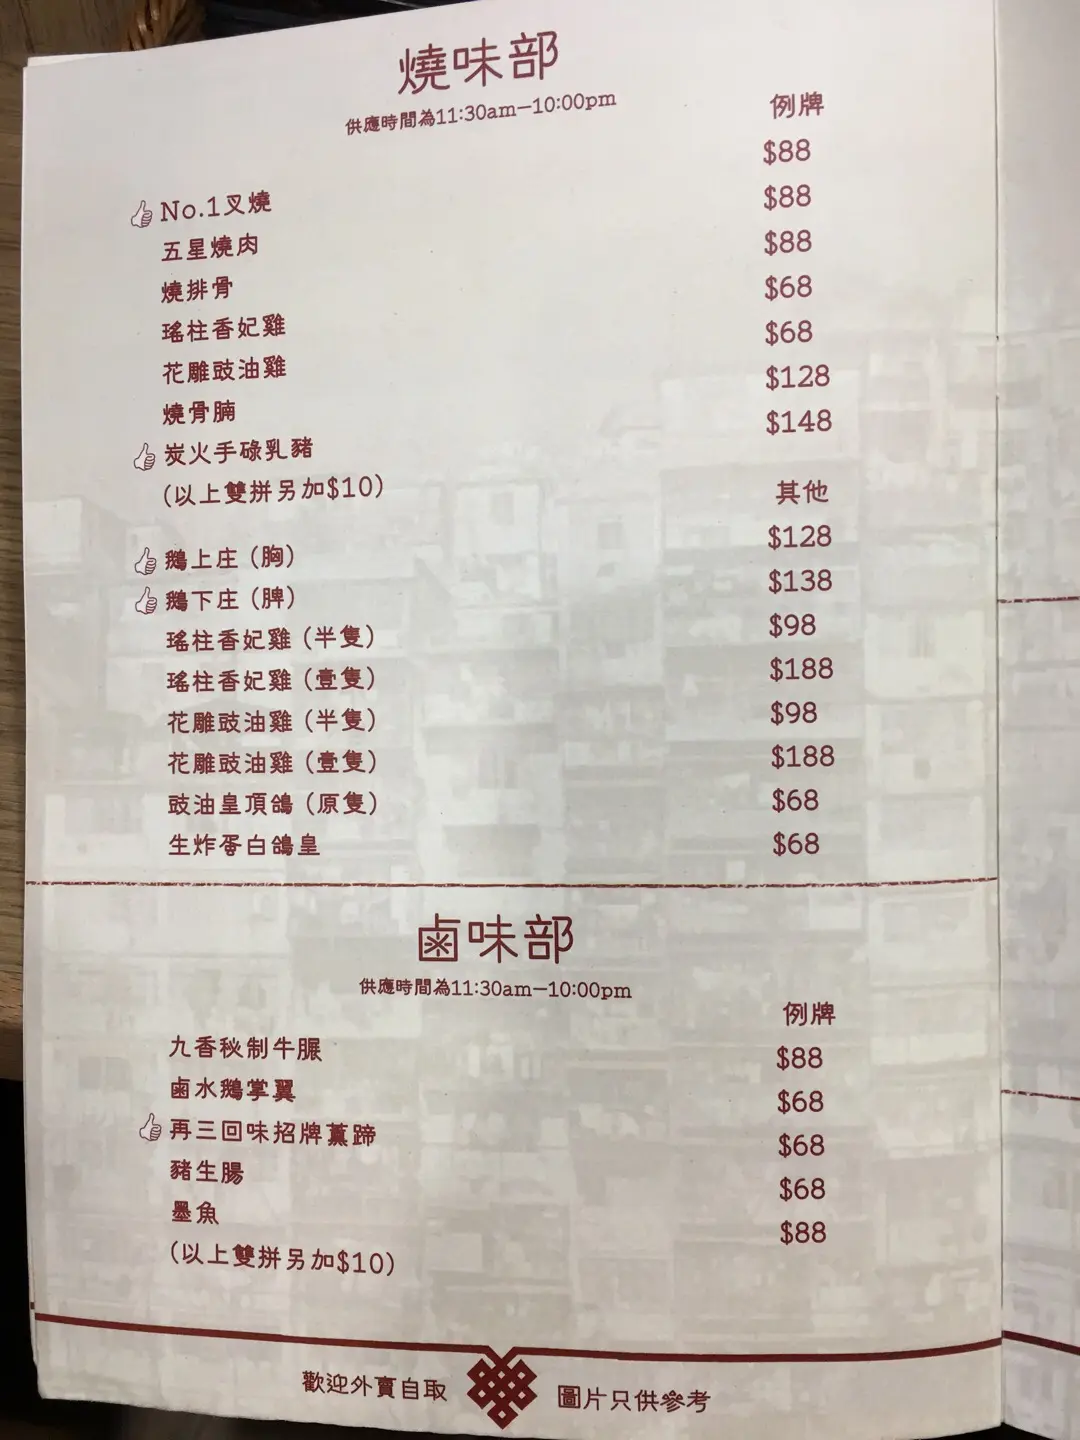 燒味部
供應時間為11:30am—10:00pm
例牌
No.1叉燒 $88
五星燒肉 $88
燒排骨 $88
瑤柱香妃雞 $68
花雕豉油雞 $68
燒骨腩 $128
炭火手碌乳豬 $148
(以上雙拼另加$10)
其他
鵝上庄 (胸) $128
鵝下庄 (脾) $138
瑤柱香妃雞 (半隻) $98
瑤柱香妃雞 (壹隻) $188
花雕豉油雞 (半隻) $98
花雕豉油雞 (壹隻) $188
豉油皇頂鴿 (原隻) $68
生炸蛋白鴿皇 $68
鹵味部
供應時間為11:30am—10:00pm
例牌
九香秘制牛𦟌 $88
鹵水鵝掌翼 $68
再三回味招牌薰蹄 $68
豬生腸 $68
墨魚 $88
(以上雙拼另加$10)
歡迎外賣自取 圖片只供參考